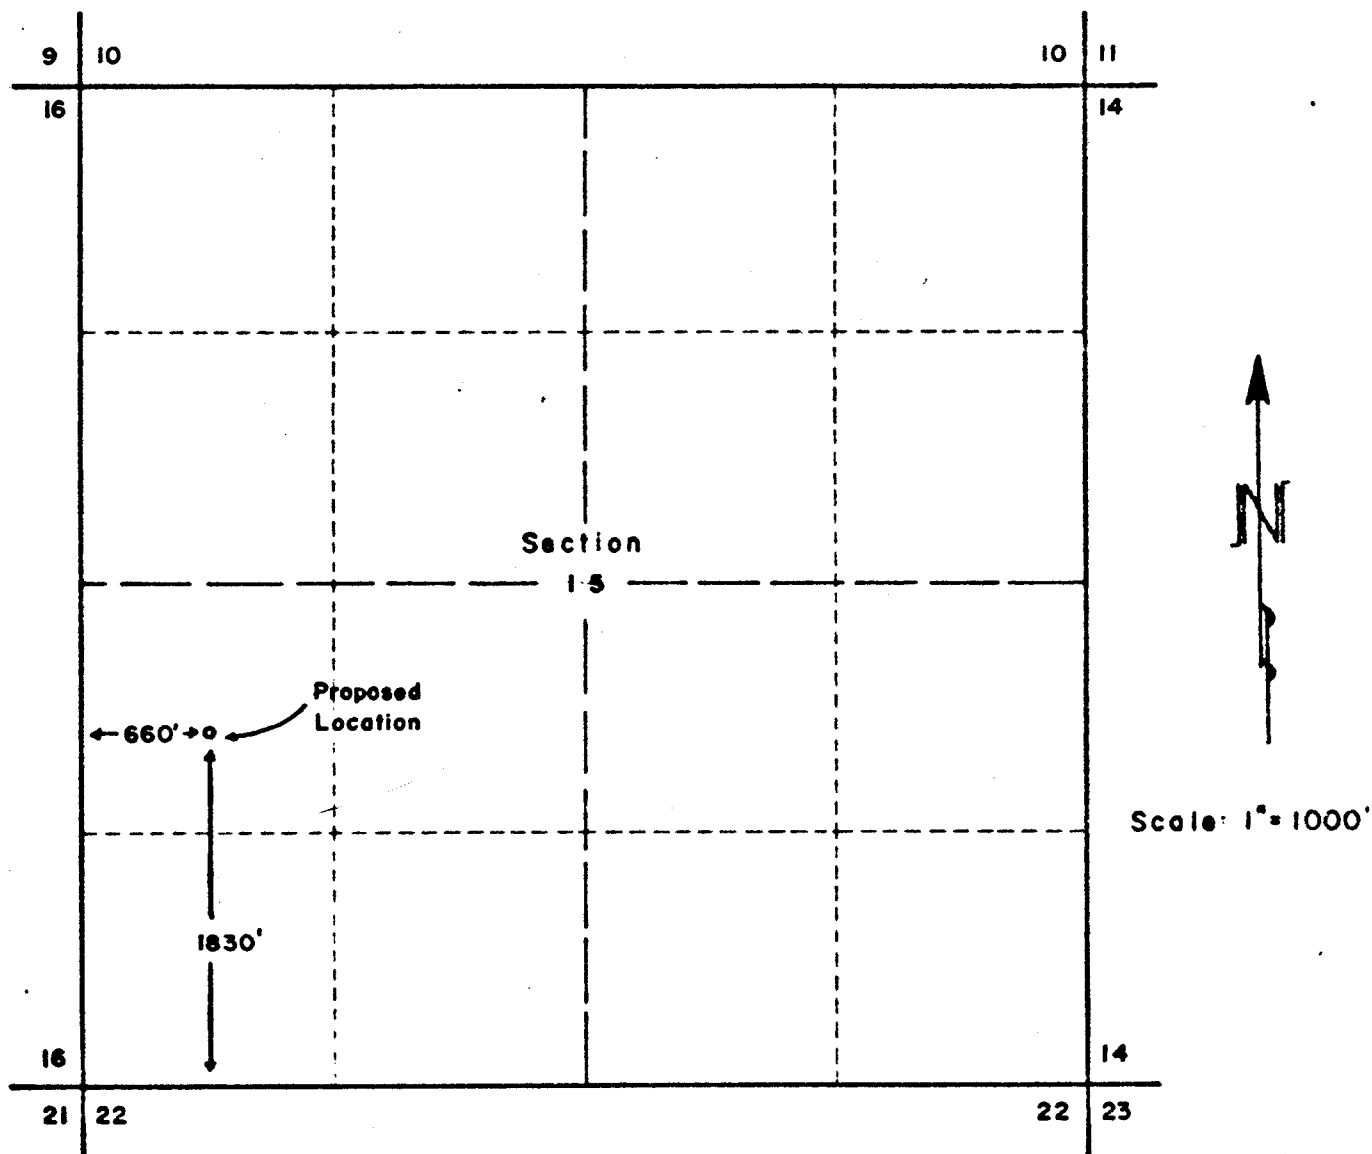 9 10 10 11
16 14
N
Section
15
Proposed
Location
660'
Scale: 1" = 1000'
1830'
16 14
21 22 22 23